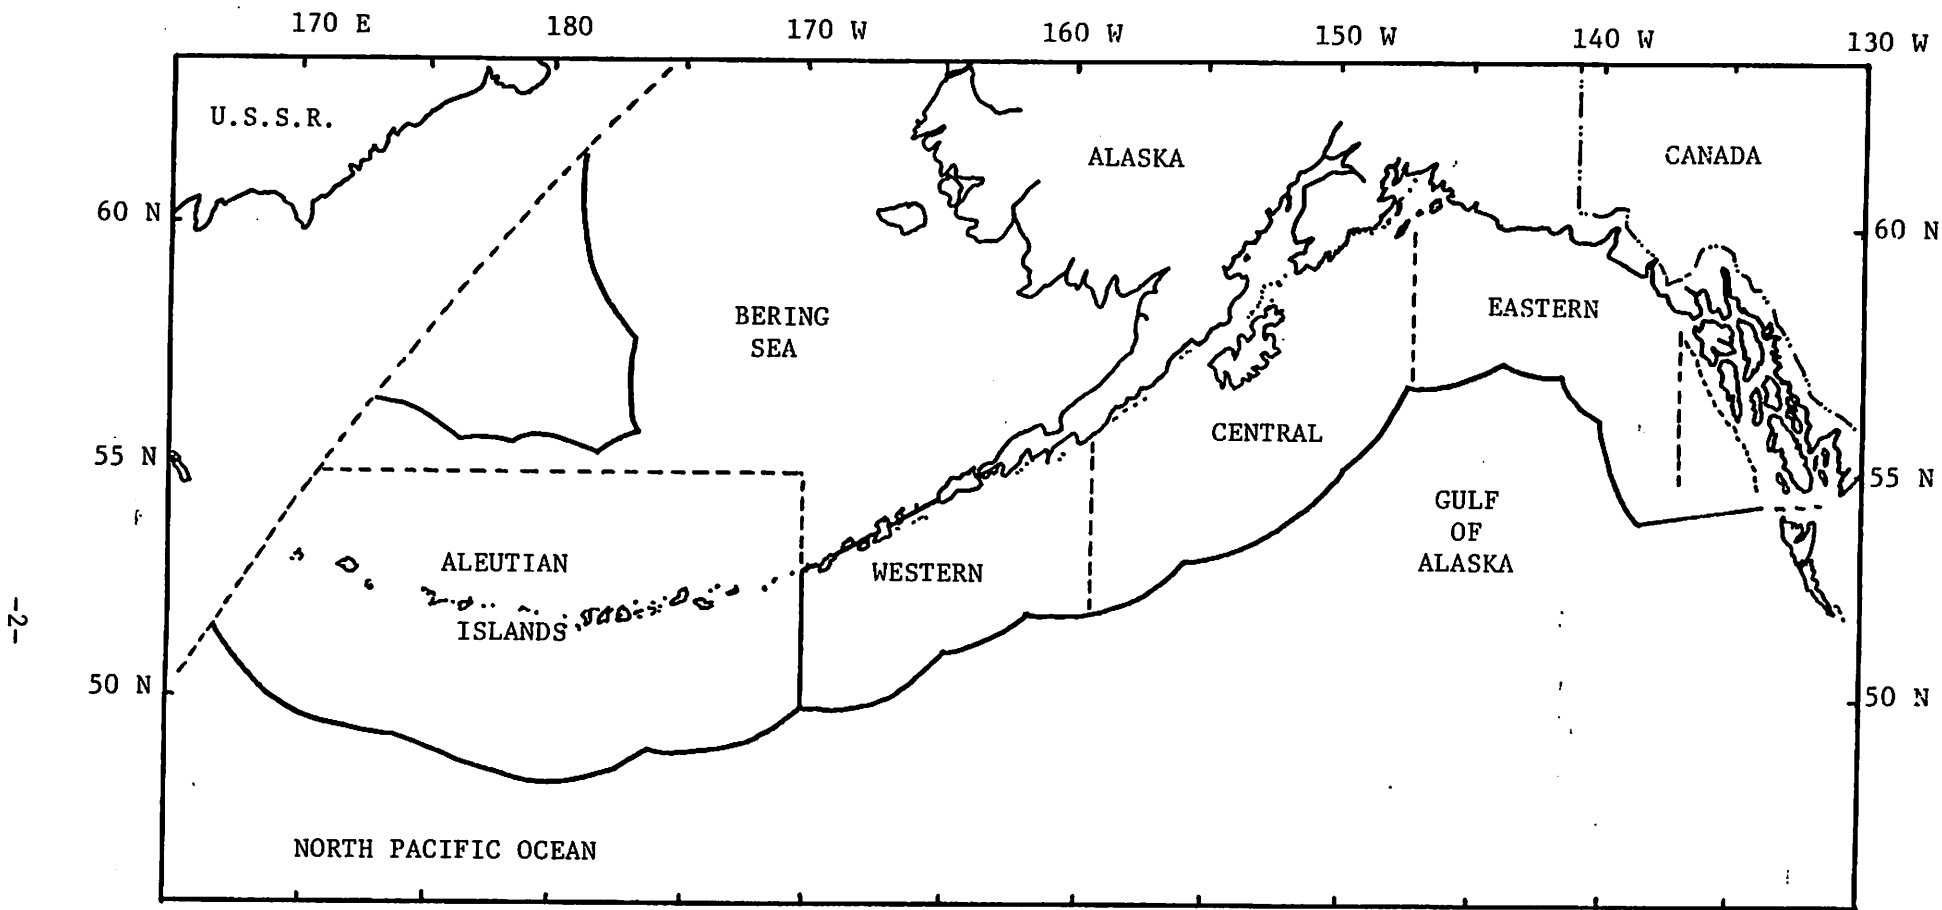 170 E 180 170 W 160 W 150 W 140 W 130 W
U.S.S.R.
ALASKA
CANADA
60 N
60 N
BERING
SEA
EASTERN
CENTRAL
55 N
55 N
GULF
OF
ALASKA
ALEUTIAN
ISLANDS
WESTERN
50 N
50 N
NORTH PACIFIC OCEAN
-2-